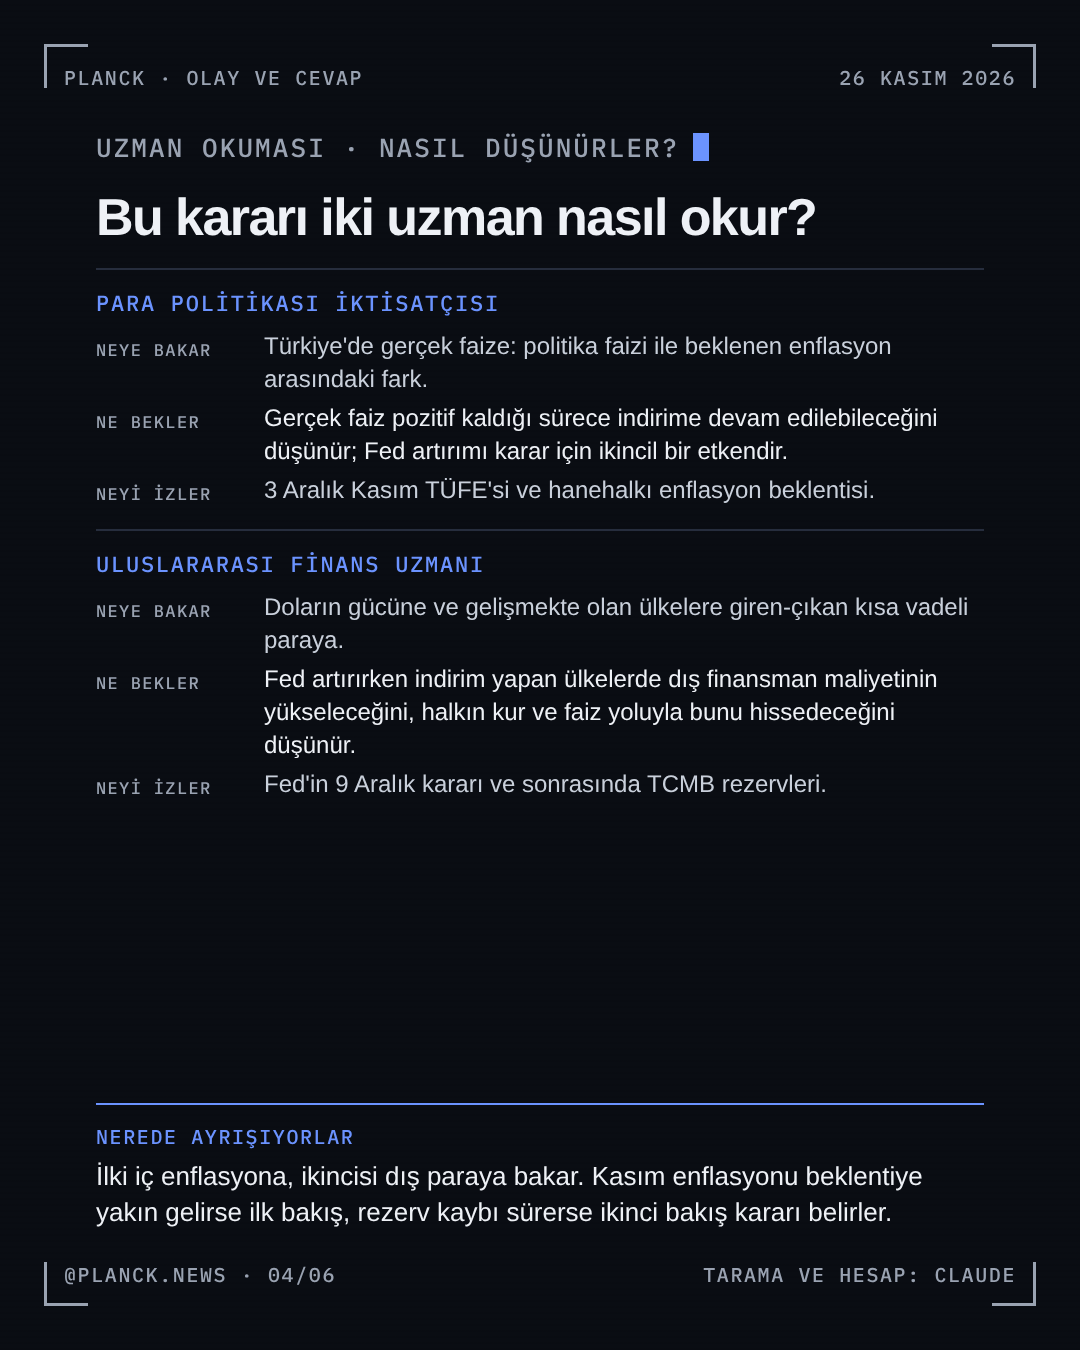 PLANCK · OLAY VE CEVAP
26 KASIM 2026
UZMAN OKUMASI · NASIL DÜŞÜNÜRLER?
Bu kararı iki uzman nasıl okur?
PARA POLİTİKASI İKTİSATÇISI
NEYE BAKAR
Türkiye'de gerçek faize: politika faizi ile beklenen enflasyon
arasındaki fark.
NE BEKLER
Gerçek faiz pozitif kaldığı sürece indirime devam edilebileceğini
düşünür; Fed artırımı karar için ikincil bir etkendir.
NEYİ İZLER
3 Aralık Kasım TÜFE'si ve hanehalkı enflasyon beklentisi.
ULUSLARARASI FİNANS UZMANI
NEYE BAKAR
Doların gücüne ve gelişmekte olan ülkelere giren-çıkan kısa vadeli
paraya.
NE BEKLER
Fed artırırken indirim yapan ülkelerde dış finansman maliyetinin
yükseleceğini, halkın kur ve faiz yoluyla bunu hissedeceğini
düşünür.
NEYİ İZLER
Fed'in 9 Aralık kararı ve sonrasında TCMB rezervleri.
NEREDE AYRIŞIYORLAR
İlki iç enflasyona, ikincisi dış paraya bakar. Kasım enflasyonu beklentiye
yakın gelirse ilk bakış, rezerv kaybı sürerse ikinci bakış kararı belirler.
@PLANCK.NEWS · 04/06
TARAMA VE HESAP: CLAUDE